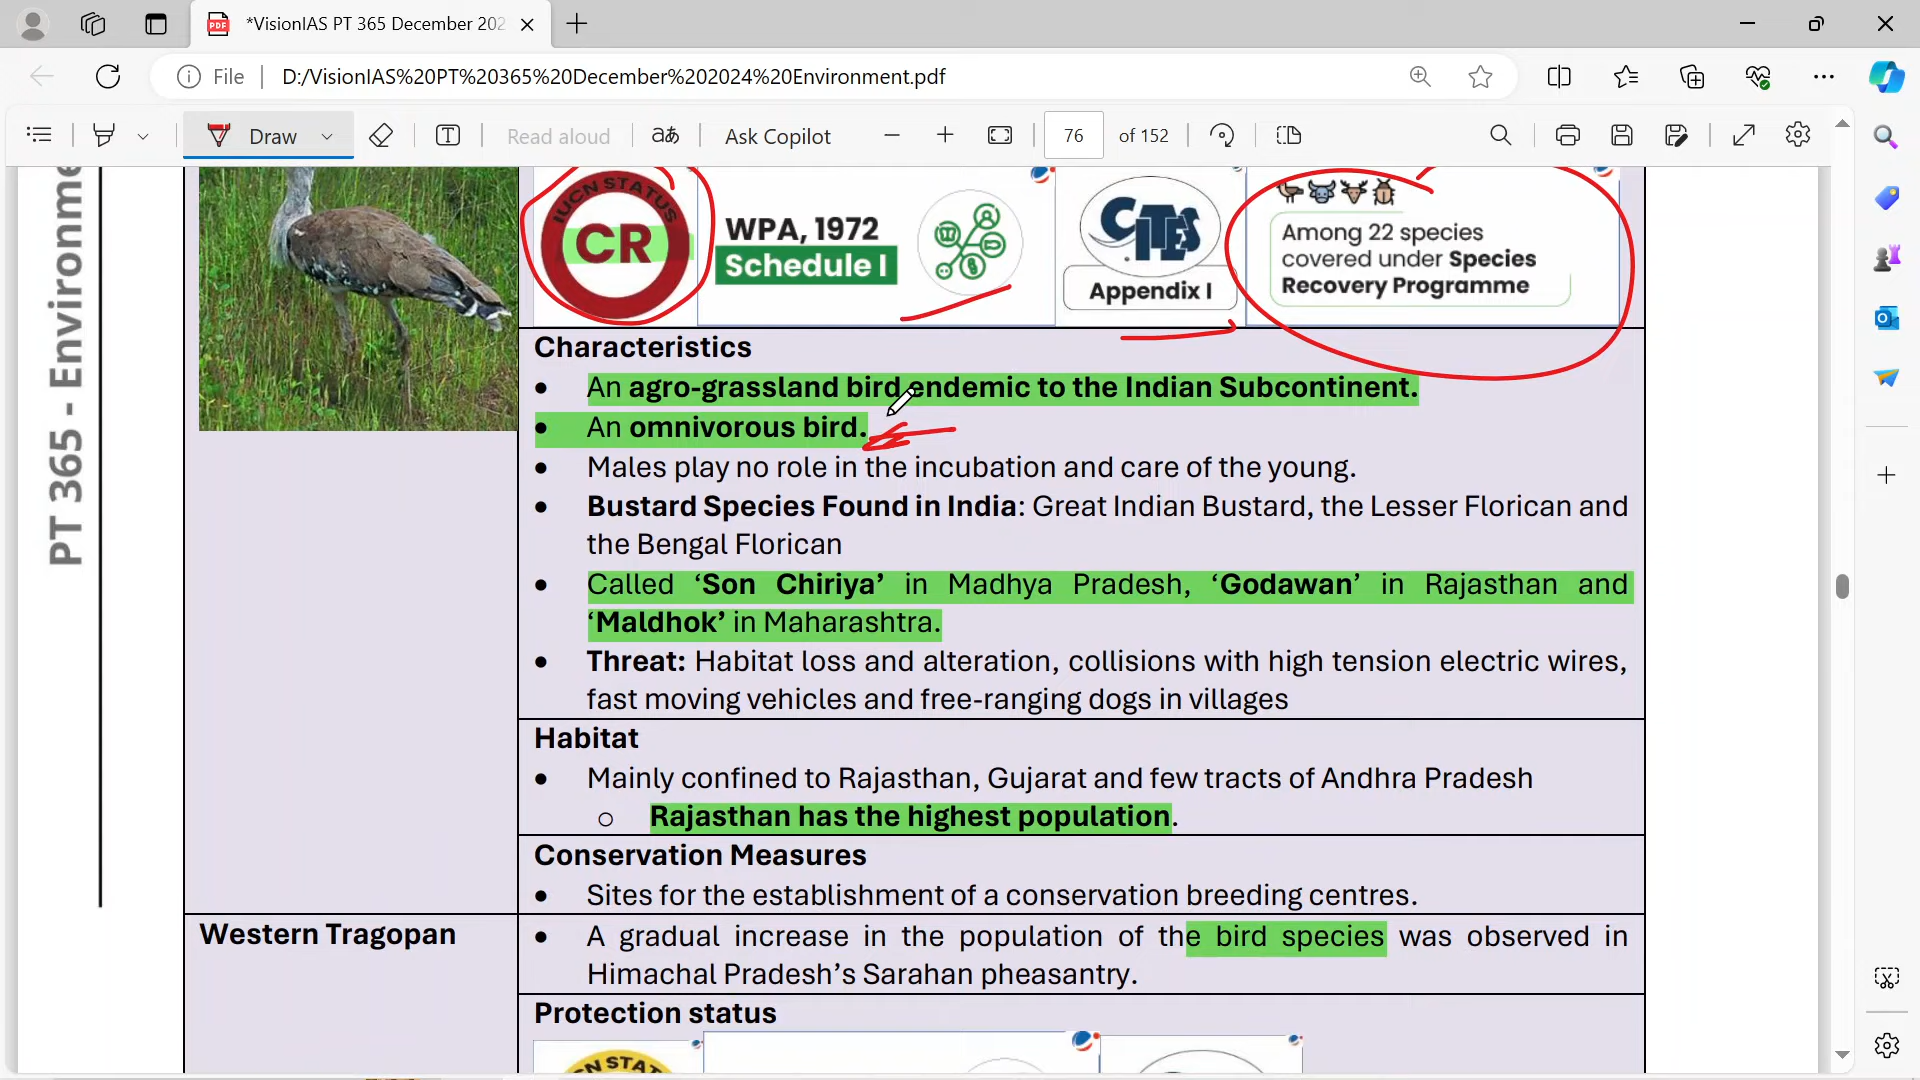 *VisionIAS PT 365 December 202
File
D:/VisionIAS%20PT%20365%20December%202024%20Environment.pdf
Draw
Read aloud
aあ
Ask Copilot
76
of 152
PT 365 - Environme
IUCN STATUS
CR
WPA, 1972
Schedule I
CITES
Appendix I
Among 22 species
covered under Species
Recovery Programme
Characteristics
• An agro-grassland bird endemic to the Indian Subcontinent.
• An omnivorous bird.
• Males play no role in the incubation and care of the young.
• Bustard Species Found in India: Great Indian Bustard, the Lesser Florican and
the Bengal Florican
• Called ‘Son Chiriya’ in Madhya Pradesh, ‘Godawan’ in Rajasthan and
‘Maldhok’ in Maharashtra.
• Threat: Habitat loss and alteration, collisions with high tension electric wires,
fast moving vehicles and free-ranging dogs in villages
Habitat
• Mainly confined to Rajasthan, Gujarat and few tracts of Andhra Pradesh
o Rajasthan has the highest population.
Conservation Measures
• Sites for the establishment of a conservation breeding centres.
Western Tragopan
• A gradual increase in the population of the bird species was observed in
Himachal Pradesh’s Sarahan pheasantry.
Protection status